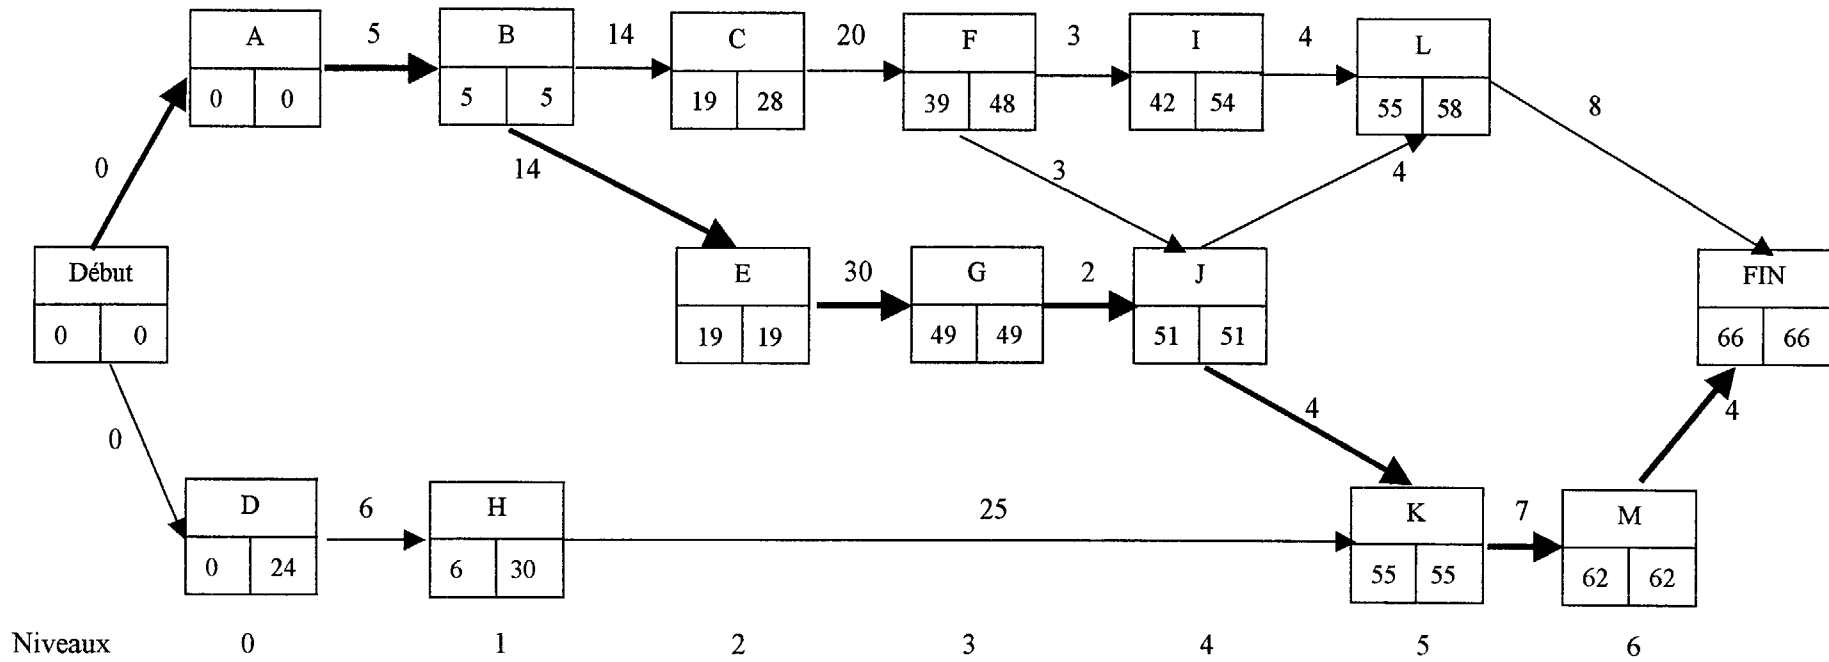 A 5 B 14 C 20 F 3 I 4 L
0 0 5 5 19 28 39 48 42 54 55 58 8
0 14 3 4
Début E 30 G 2 J FIN
0 0 19 19 49 49 51 51 66 66
0 4 4
D 6 H 25 K 7 M
0 24 6 30 55 55 62 62
Niveaux 0 1 2 3 4 5 6